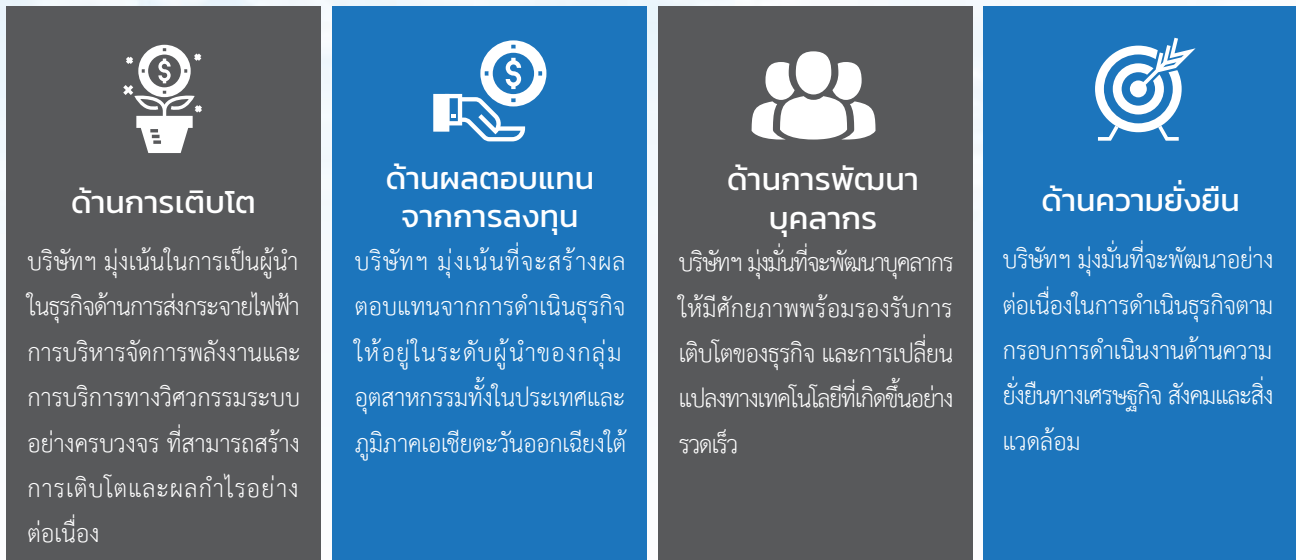 ด้านการเติบโต
บริษัทฯ มุ่งเน้นในการเป็นผู้นำ
ในธุรกิจด้านการส่งกระจายไฟฟ้า
การบริหารจัดการพลังงานและ
การบริการทางวิศวกรรมระบบ
อย่างครบวงจร ที่สามารถสร้าง
การเติบโตและผลกำไรอย่าง
ต่อเนื่อง
ด้านผลตอบแทน
จากการลงทุน
บริษัทฯ มุ่งเน้นที่จะสร้างผล
ตอบแทนจากการดำเนินธุรกิจ
ให้อยู่ในระดับผู้นำของกลุ่ม
อุตสาหกรรมทั้งในประเทศและ
ภูมิภาคเอเชียตะวันออกเฉียงใต้
ด้านการพัฒนา
บุคลากร
บริษัทฯ มุ่งมั่นที่จะพัฒนาบุคลากร
ให้มีศักยภาพพร้อมรองรับการ
เติบโตของธุรกิจ และการเปลี่ยน
แปลงทางเทคโนโลยีที่เกิดขึ้นอย่าง
รวดเร็ว
ด้านความยั่งยืน
บริษัทฯ มุ่งมั่นที่จะพัฒนาอย่าง
ต่อเนื่องในการดำเนินธุรกิจตาม
กรอบการดำเนินงานด้านความ
ยั่งยืนทางเศรษฐกิจ สังคมและสิ่ง
แวดล้อม